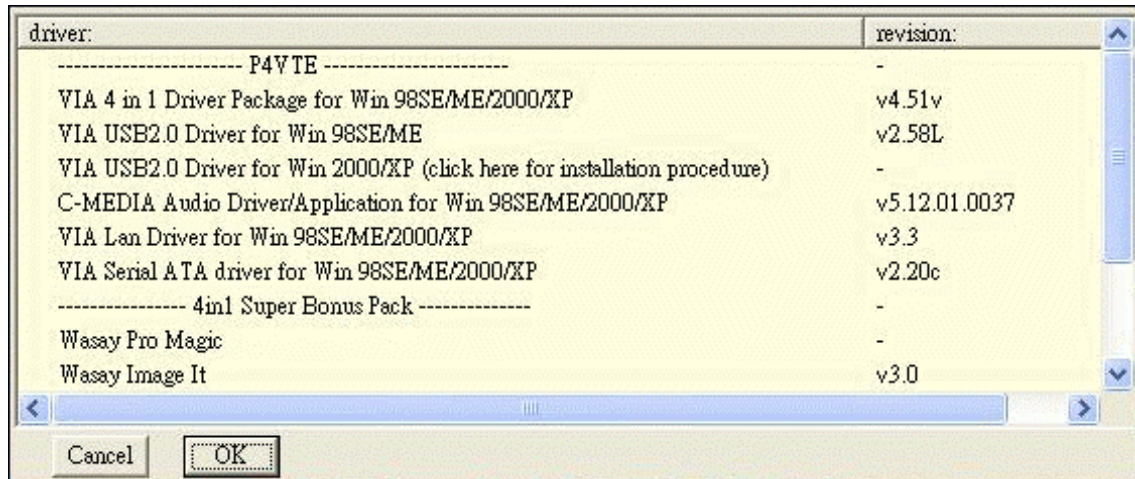 driver: revision:
------------------- P4VTE ------------------- -
VIA 4 in 1 Driver Package for Win 98SE/ME/2000/XP v4.51v
VIA USB2.0 Driver for Win 98SE/ME v2.58L
VIA USB2.0 Driver for Win 2000/XP (click here for installation procedure) -
C-MEDIA Audio Driver/Application for Win 98SE/ME/2000/XP v5.12.01.0037
VIA Lan Driver for Win 98SE/ME/2000/XP v3.3
VIA Serial ATA driver for Win 98SE/ME/2000/XP v2.20c
---------------- 4in1 Super Bonus Pack -------------- -
Wasay Pro Magic -
Wasay Image It v3.0
Cancel OK